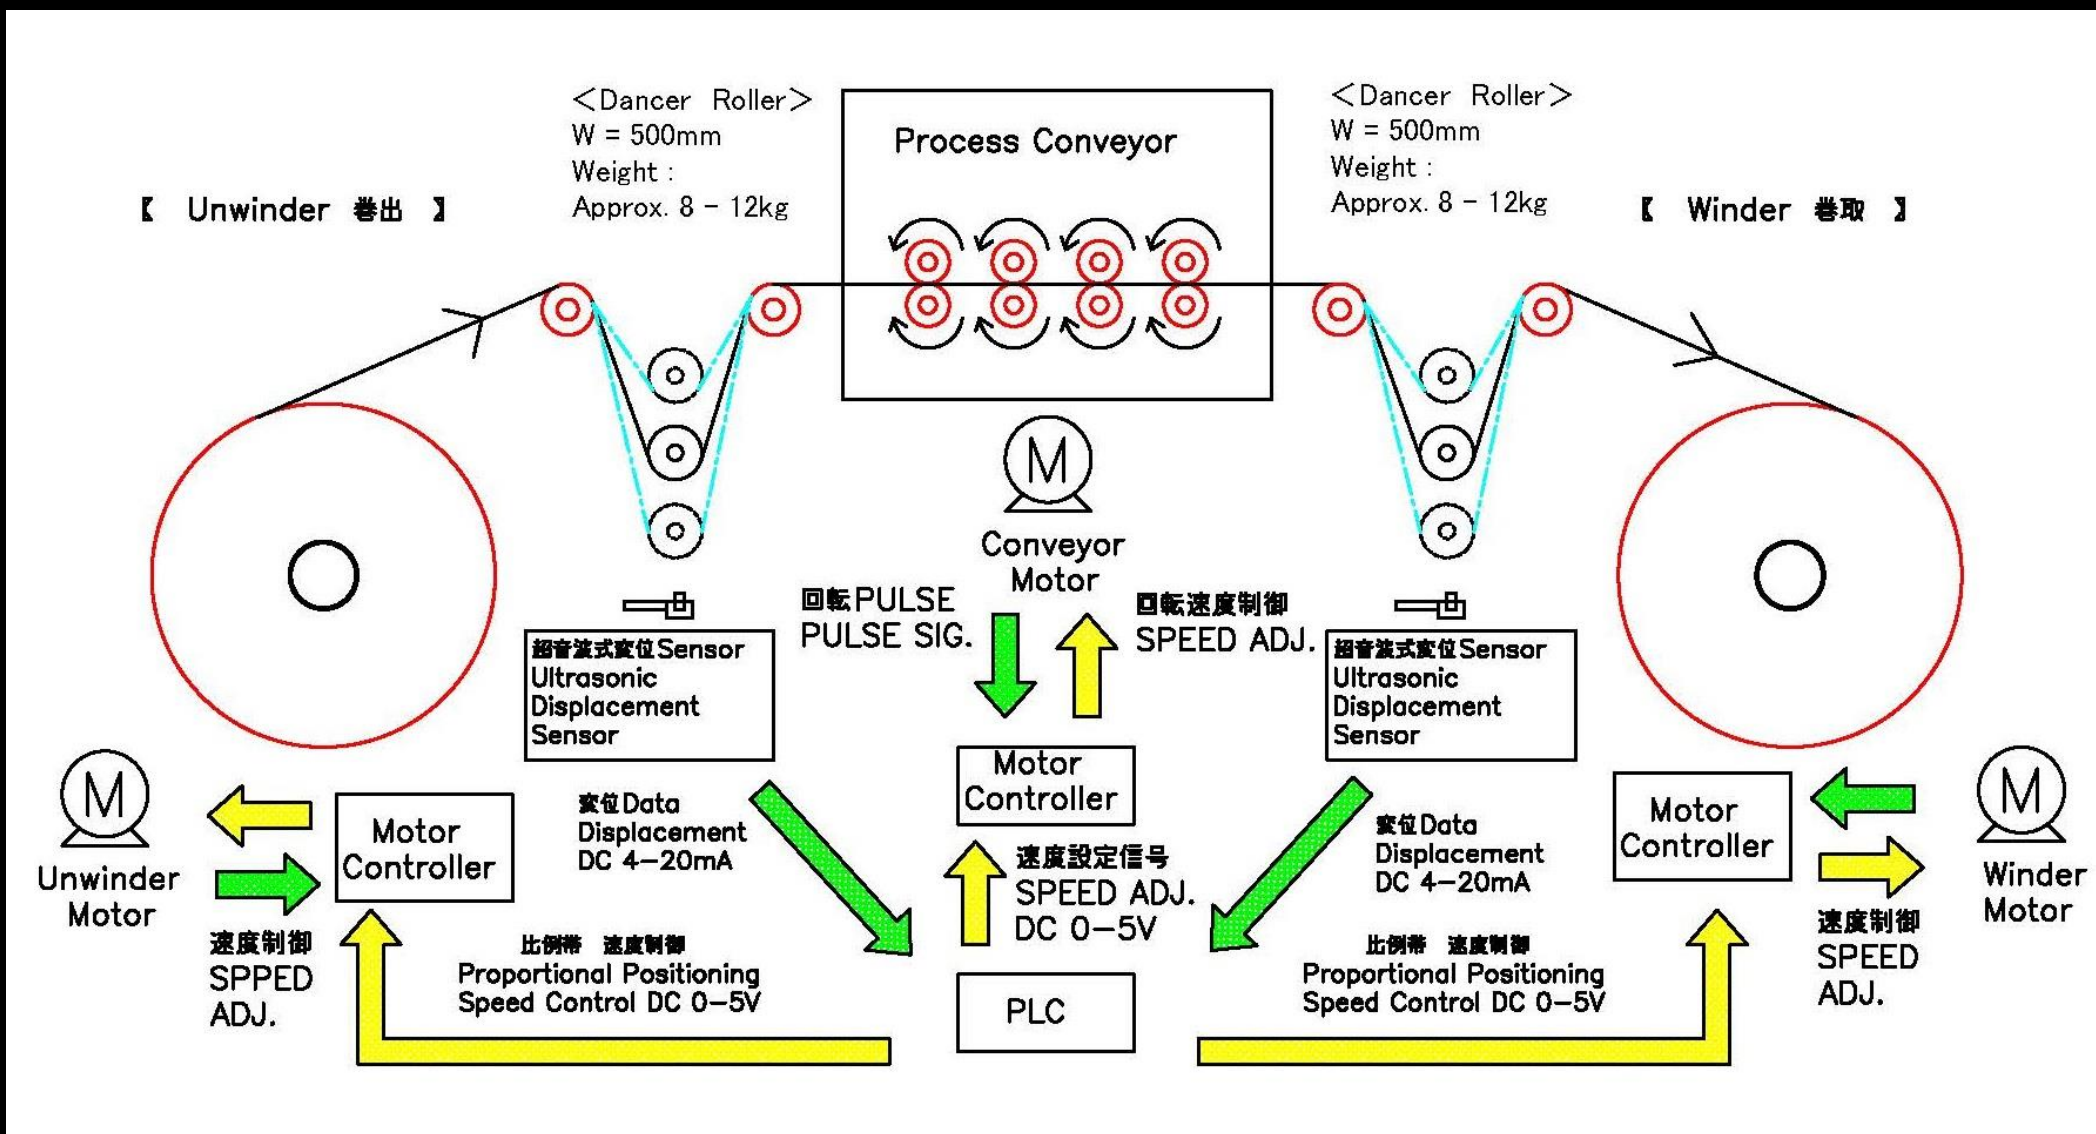 <Dancer Roller>
W = 500mm
Weight :
Approx. 8 - 12kg
Process Conveyor
<Dancer Roller>
W = 500mm
Weight :
Approx. 8 - 12kg
【 Unwinder 巻出 】
【 Winder 巻取 】
M
Conveyor
Motor
回転PULSE
PULSE SIG.
回転速度制御
SPEED ADJ.
超音波式変位Sensor
Ultrasonic
Displacement
Sensor
超音波式変位Sensor
Ultrasonic
Displacement
Sensor
Motor
Controller
M
Unwinder
Motor
Motor
Controller
変位Data
Displacement
DC 4-20mA
速度設定信号
SPEED ADJ.
DC 0-5V
変位Data
Displacement
DC 4-20mA
Motor
Controller
M
Winder
Motor
速度制御
SPPED
ADJ.
比例帯 速度制御
Proportional Positioning
Speed Control DC 0-5V
PLC
比例帯 速度制御
Proportional Positioning
Speed Control DC 0-5V
速度制御
SPEED
ADJ.